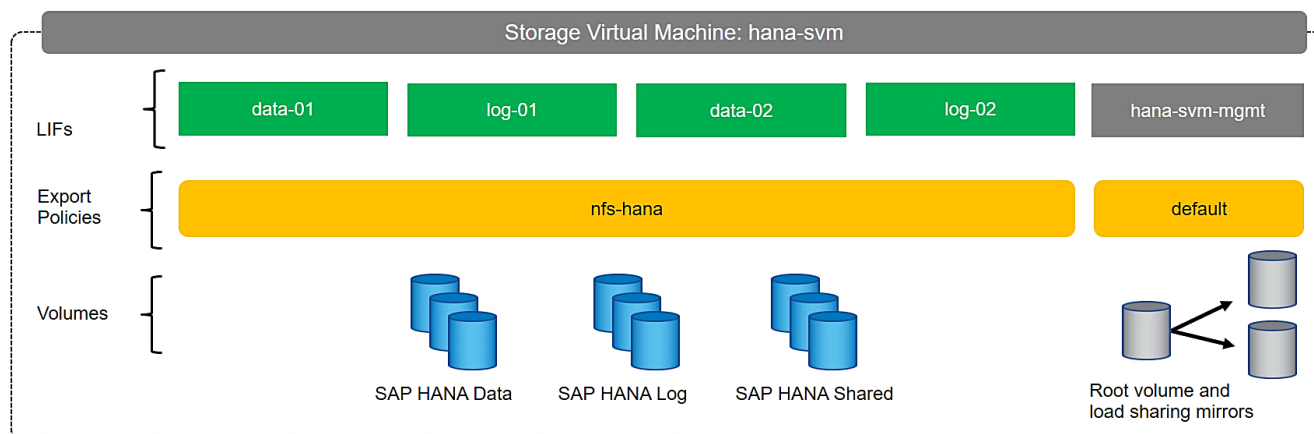 Storage Virtual Machine: hana-svm
LIFs
data-01
log-01
data-02
log-02
hana-svm-mgmt
Export
Policies
nfs-hana
default
Volumes
SAP HANA Data
SAP HANA Log
SAP HANA Shared
Root volume and
load sharing mirrors